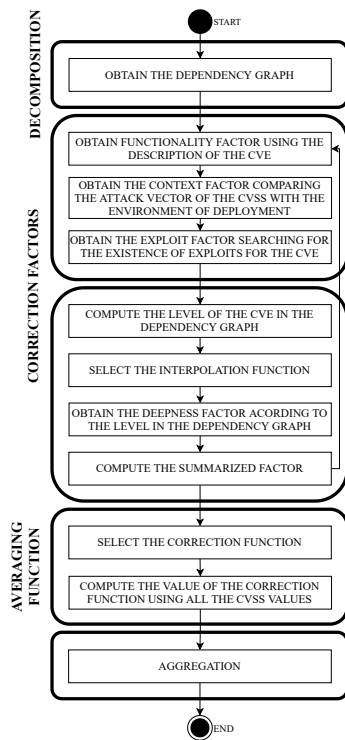 START
DECOMPOSITION
OBTAIN THE DEPENDENCY GRAPH
CORRECTION FACTORS
OBTAIN FUNCTIONALITY FACTOR USING THE
DESCRIPTION OF THE CVE
OBTAIN THE CONTEXT FACTOR COMPARING
THE ATTACK VECTOR OF THE CVSS WITH THE
ENVIRONMENT OF DEPLOYMENT
OBTAIN THE EXPLOIT FACTOR SEARCHING FOR
THE EXISTENCE OF EXPLOITS FOR THE CVE
COMPUTE THE LEVEL OF THE CVE IN THE
DEPENDENCY GRAPH
SELECT THE INTERPOLATION FUNCTION
OBTAIN THE DEEPNESS FACTOR ACORDING TO
THE LEVEL IN THE DEPENDENCY GRAPH
COMPUTE THE SUMMARIZED FACTOR
AVERAGING
FUNCTION
SELECT THE CORRECTION FUNCTION
COMPUTE THE VALUE OF THE CORRECTION
FUNCTION USING ALL THE CVSS VALUES
AGGREGATION
END